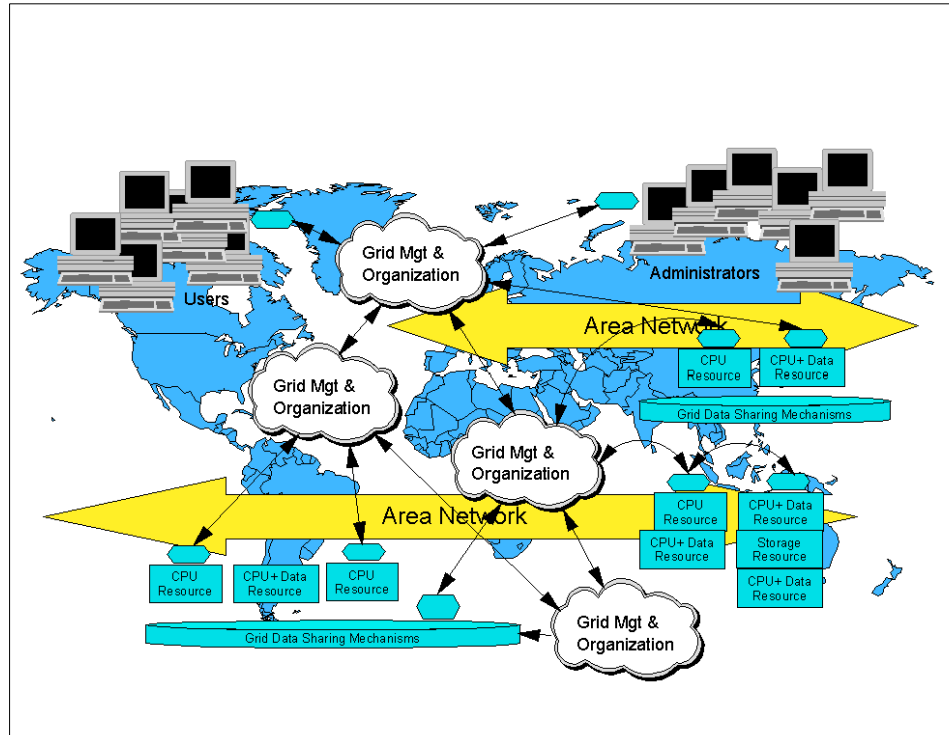 Grid Mgt &
Organization
Administrators
Users
Area Network
CPU
Resource
CPU+ Data
Resource
Grid Mgt &
Organization
Grid Data Sharing Mechanisms
Grid Mgt &
Organization
CPU
Resource
CPU+ Data
Resource
Area Network
CPU+ Data
Resource
Storage
Resource
CPU
Resource
CPU+ Data
Resource
CPU
Resource
CPU+ Data
Resource
Grid Mgt &
Organization
Grid Data Sharing Mechanisms